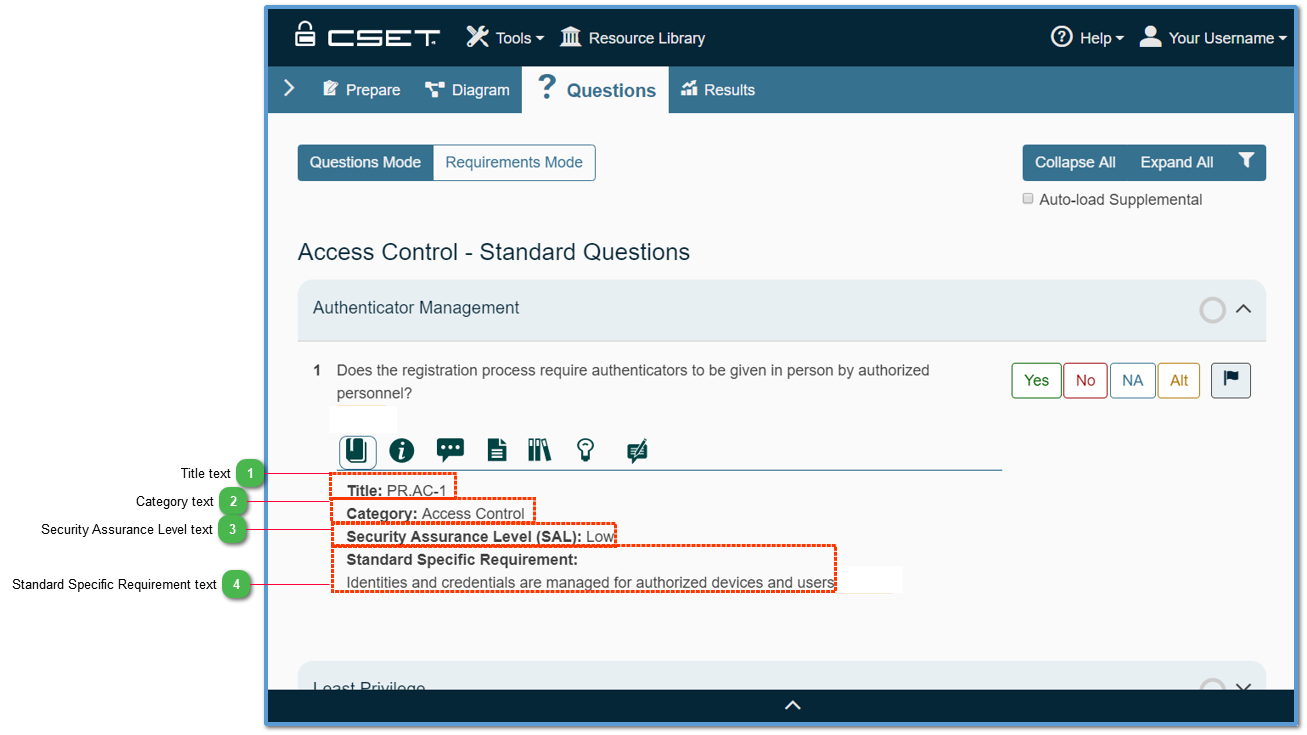 CSET
Tools
Resource Library
Help
Your Username
Prepare
Diagram
? Questions
Results
Questions Mode
Requirements Mode
Collapse All
Expand All
Auto-load Supplemental
Access Control - Standard Questions
Authenticator Management
1 Does the registration process require authenticators to be given in person by authorized
personnel?
Yes
No
NA
Alt
Title text 1
Title: PR.AC-1
Category text 2
Category: Access Control
Security Assurance Level text 3
Security Assurance Level (SAL): Low
Standard Specific Requirement:
Standard Specific Requirement text 4
Identities and credentials are managed for authorized devices and users
Least Privilege